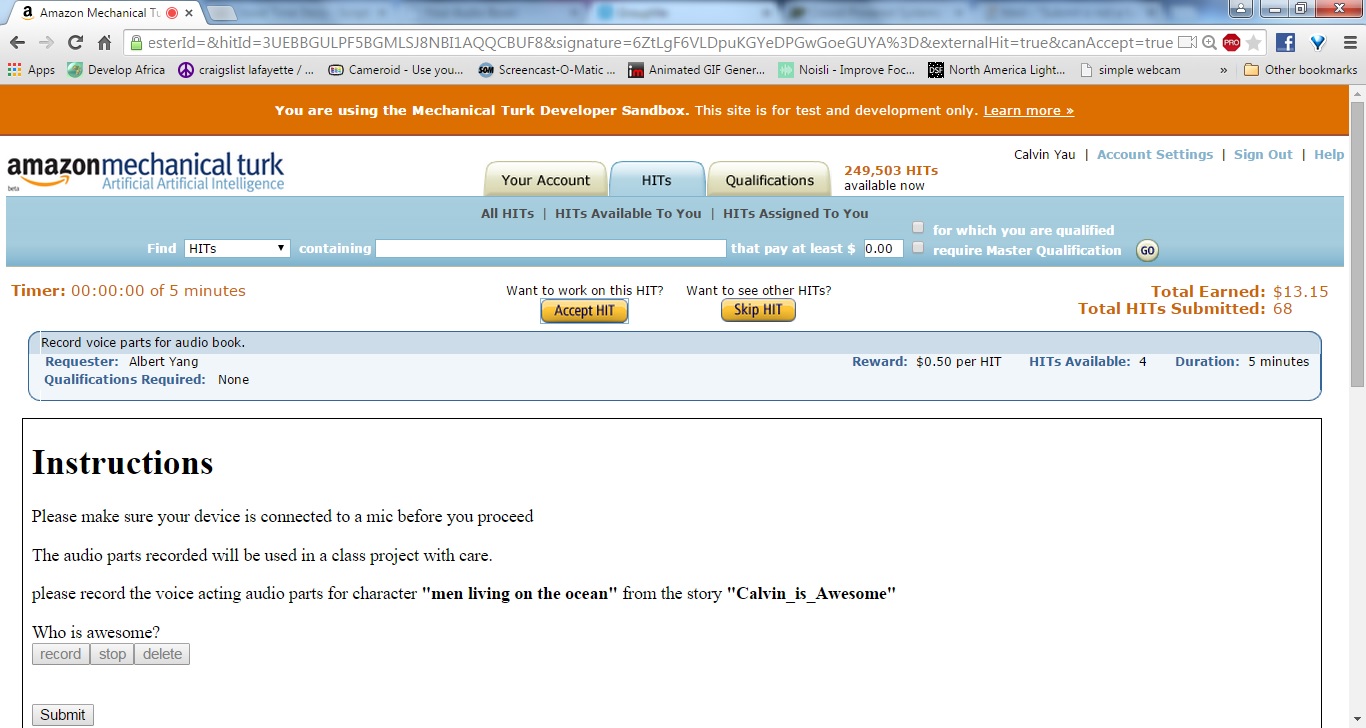 Amazon Mechanical Tu
esterId=&hitId=3UEBBGULPF5BGMLSJ8NBI1AQQCRUF8&signature=6ZtLgF6VLDpuKGYeDPGwGoeGUYA%3D&externalHit=true&canAccept=true PRO
Apps Develop Africa craigslist lafayette / ... Cameroid - Use you... Screencast-O-Matic ... Animated GIF Gener... Noisli - Improve Foc... North America Light... simple webcam » Other bookmarks
You are using the Mechanical Turk Developer Sandbox. This site is for test and development only. Learn more »
Calvin Yau | Account Settings | Sign Out | Help
amazonmechanical turk
beta Artificial Artificial Intelligence
Your Account HITs Qualifications
249,503 HITs
available now
All HITs | HITs Available To You | HITs Assigned To You
Find HITs containing that pay at least $ 0.00
for which you are qualified
require Master Qualification GO
Timer: 00:00:00 of 5 minutes
Want to work on this HIT? Want to see other HITs?
Accept HIT Skip HIT
Total Earned: $13.15
Total HITs Submitted: 68
Record voice parts for audio book.
Requester: Albert Yang Reward: $0.50 per HIT HITs Available: 4 Duration: 5 minutes
Qualifications Required: None
Instructions
Please make sure your device is connected to a mic before you proceed
The audio parts recorded will be used in a class project with care.
please record the voice acting audio parts for character "men living on the ocean" from the story "Calvin_is_Awesome"
Who is awesome?
record stop delete
Submit